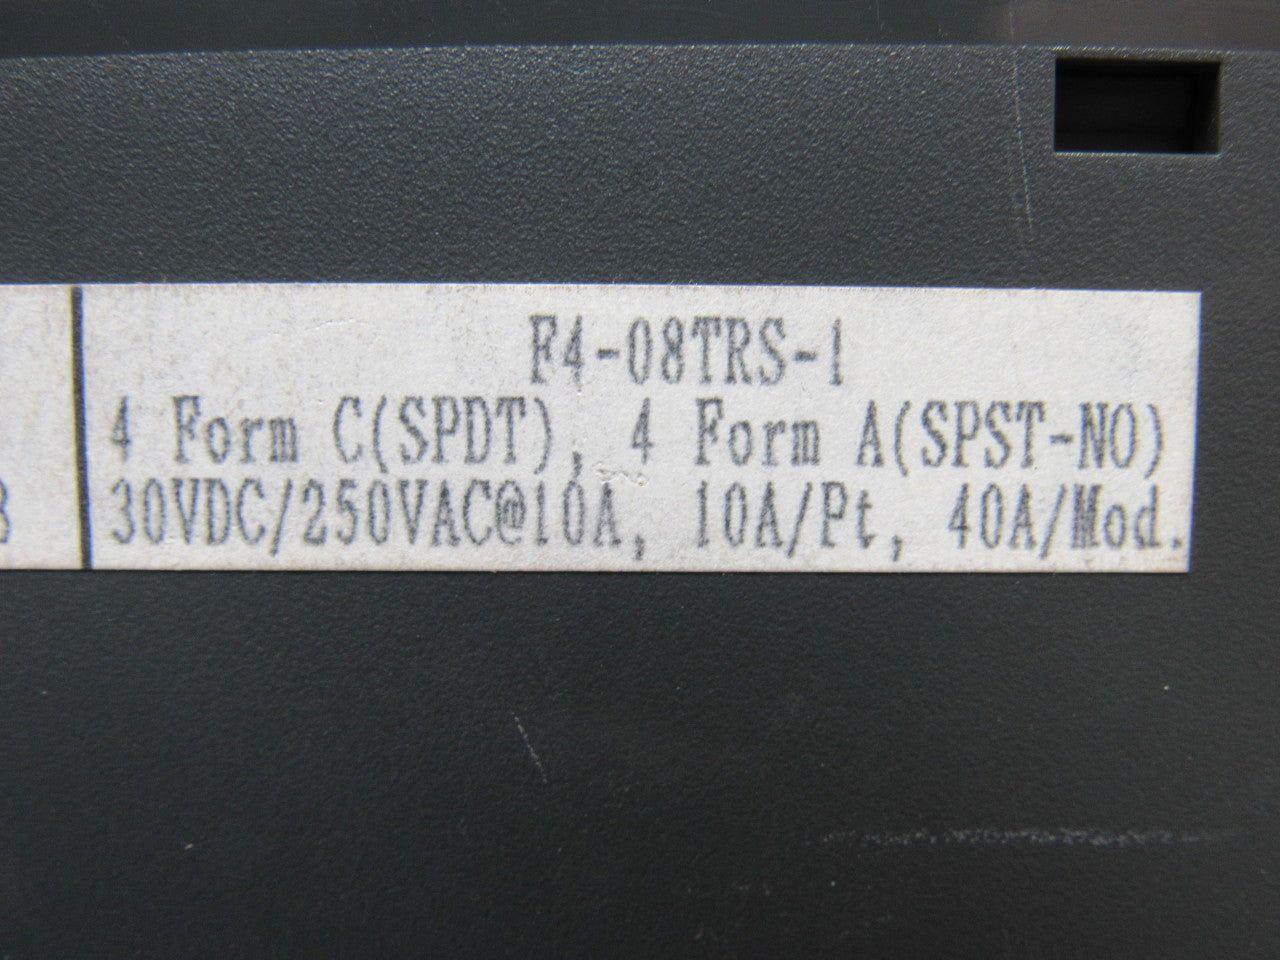 F4-08TRS-1
4 Form C(SPDT), 4 Form A(SPST-NO)
30VDC/250VAC@10A, 10A/Pt, 40A/Mod.